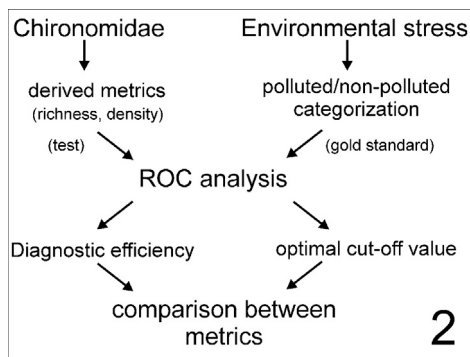 Chironomidae
Environmental stress
derived metrics
(richness, density)
polluted/non-polluted
categorization
(test)
(gold standard)
ROC analysis
Diagnostic efficiency
optimal cut-off value
comparison between
metrics
2